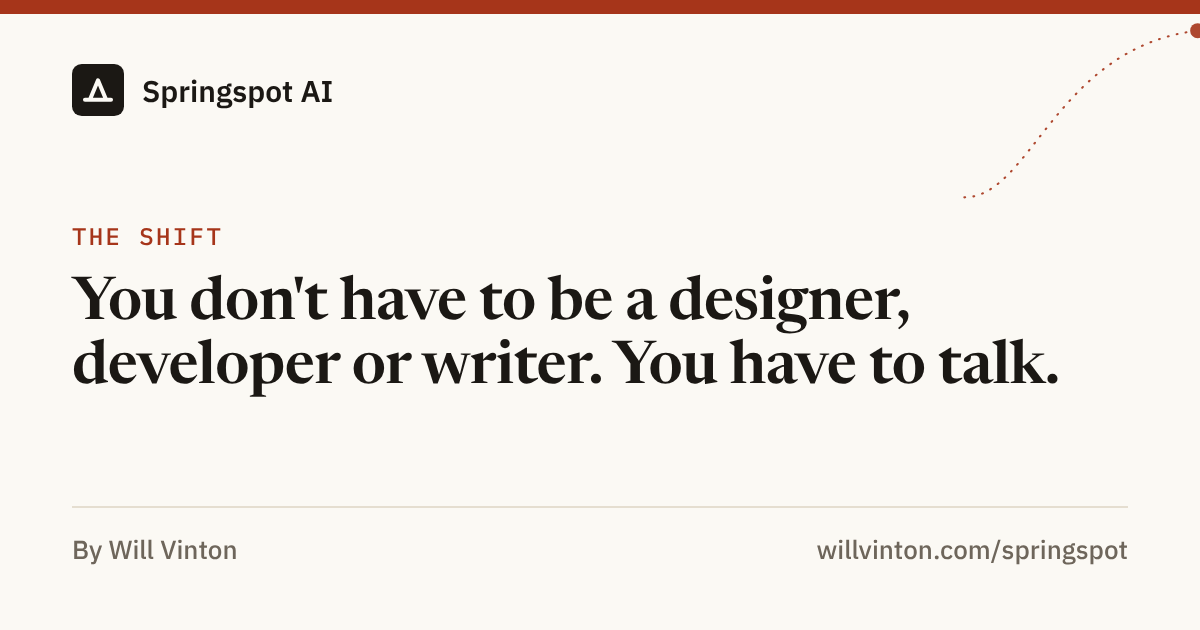 Springspot AI
THE SHIFT
You don't have to be a designer,
developer or writer. You have to talk.
By Will Vinton
willvinton.com/springspot